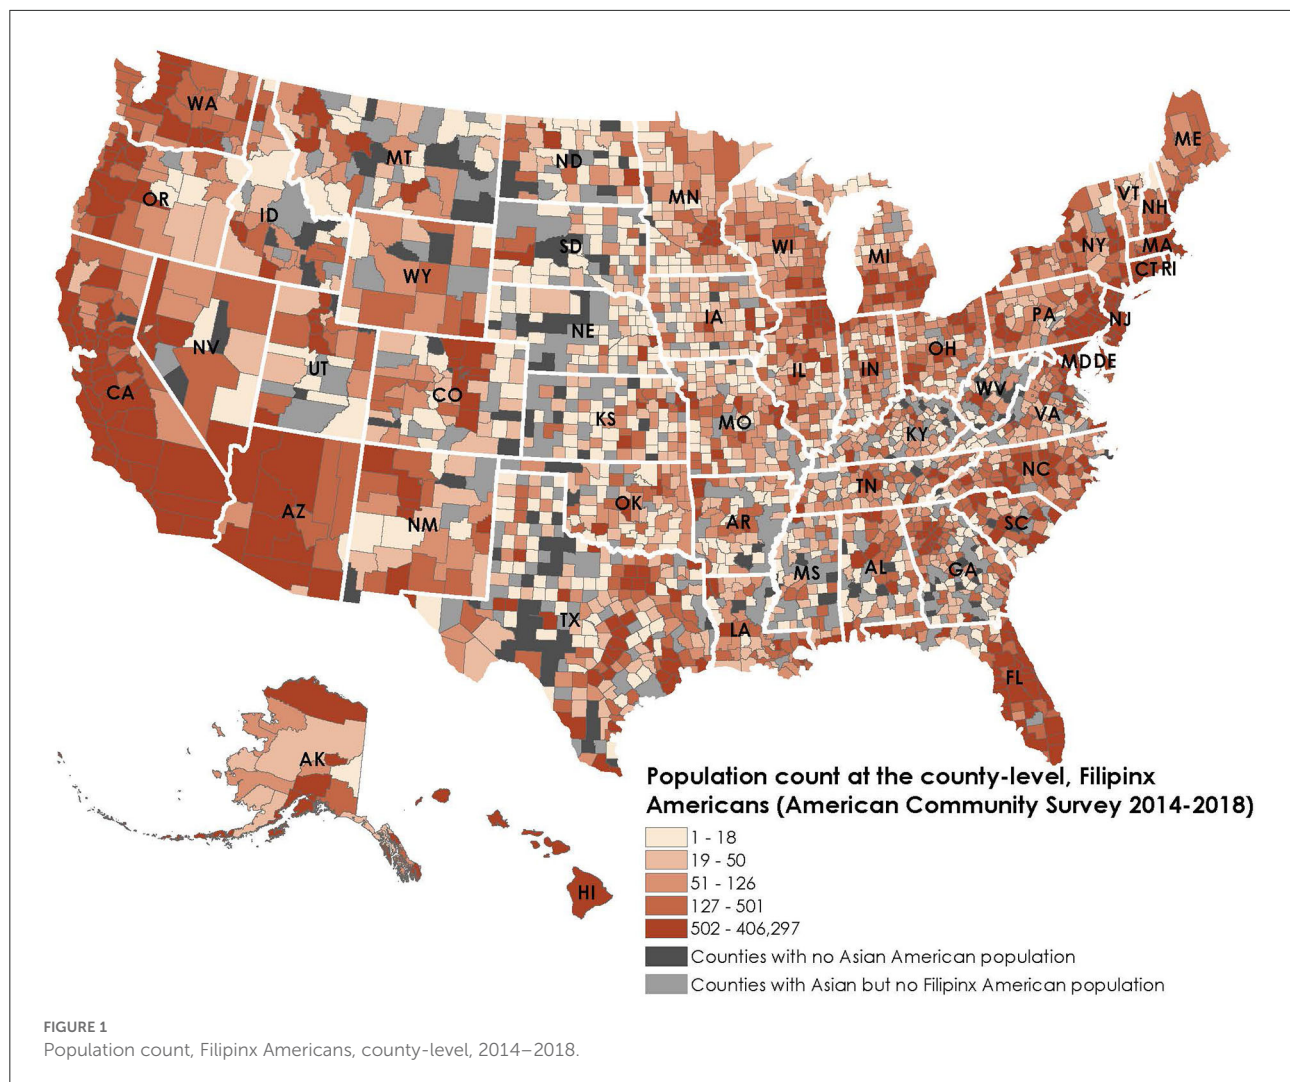 WA
ME
MT
ND
VT
MN
OR
NH
ID
NY
SD
WI
MA
MI
WY
CT RI
IA
PA
NE
NJ
NV
OH
UT
IL
IN
MD DE
CO
WV
CA
VA
KS
MO
KY
NC
TN
OK
AZ
AR
SC
NM
MS
AL
GA
TX
LA
FL
AK
HI
Population count at the county-level, Filipinx
Americans (American Community Survey 2014-2018)
1 - 18
19 - 50
51 - 126
127 - 501
502 - 406,297
Counties with no Asian American population
Counties with Asian but no Filipinx American population
FIGURE 1
Population count, Filipinx Americans, county-level, 2014–2018.